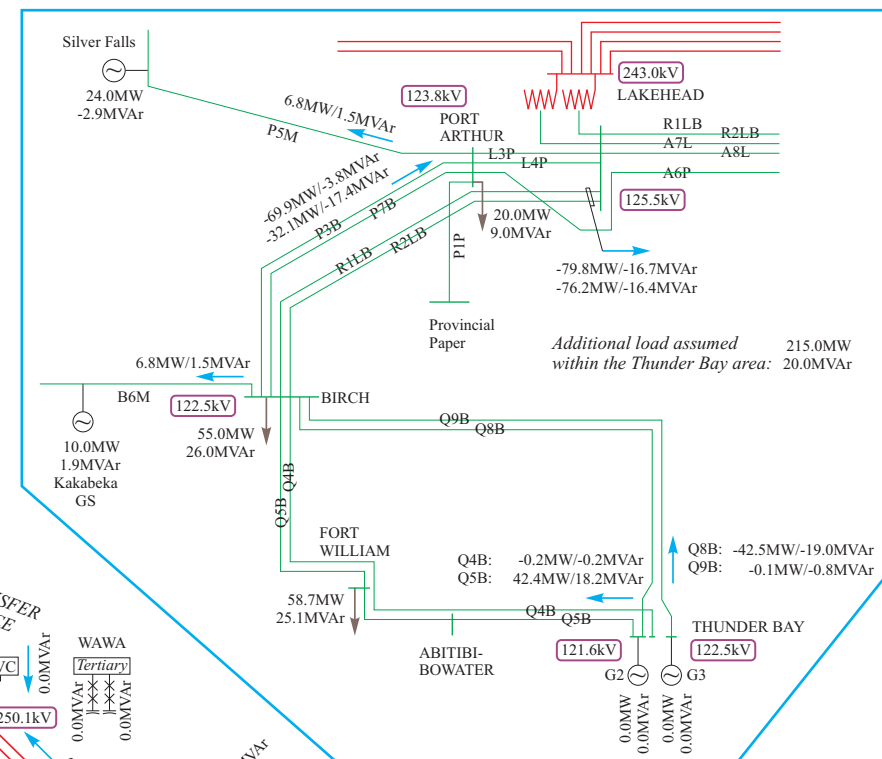 Silver Falls
24.0MW
-2.9MVAr
6.8MW/1.5MVAr
P5M
123.8kV
PORT
ARTHUR
243.0kV
LAKEHEAD
R1LB
R2LB
A7L
A8L
L3P
L4P
A6P
125.5kV
-69.9MW/-3.8MVAr
-32.1MW/-17.4MVAr
P3B
P7B
R1LB
R2LB
20.0MW
9.0MVAr
P1P
-79.8MW/-16.7MVAr
-76.2MW/-16.4MVAr
Provincial
Paper
Additional load assumed
within the Thunder Bay area:
215.0MW
20.0MVAr
6.8MW/1.5MVAr
B6M
122.5kV
BIRCH
10.0MW
1.9MVAr
Kakabeka
GS
55.0MW
26.0MVAr
Q9B
Q8B
Q4B
Q5B
FORT
WILLIAM
58.7MW
25.1MVAr
Q4B: -0.2MW/-0.2MVAr
Q5B: 42.4MW/18.2MVAr
Q8B: -42.5MW/-19.0MVAr
Q9B: -0.1MW/-0.8MVAr
Q4B
Q5B
ABITIBI-
BOWATER
THUNDER BAY
121.6kV
122.5kV
G2
G3
0.0MW
0.0MVAr
0.0MW
0.0MVAr
0.0MVAr
WAWA
Tertiary
0.0MVAr
0.0MVAr
250.1kV